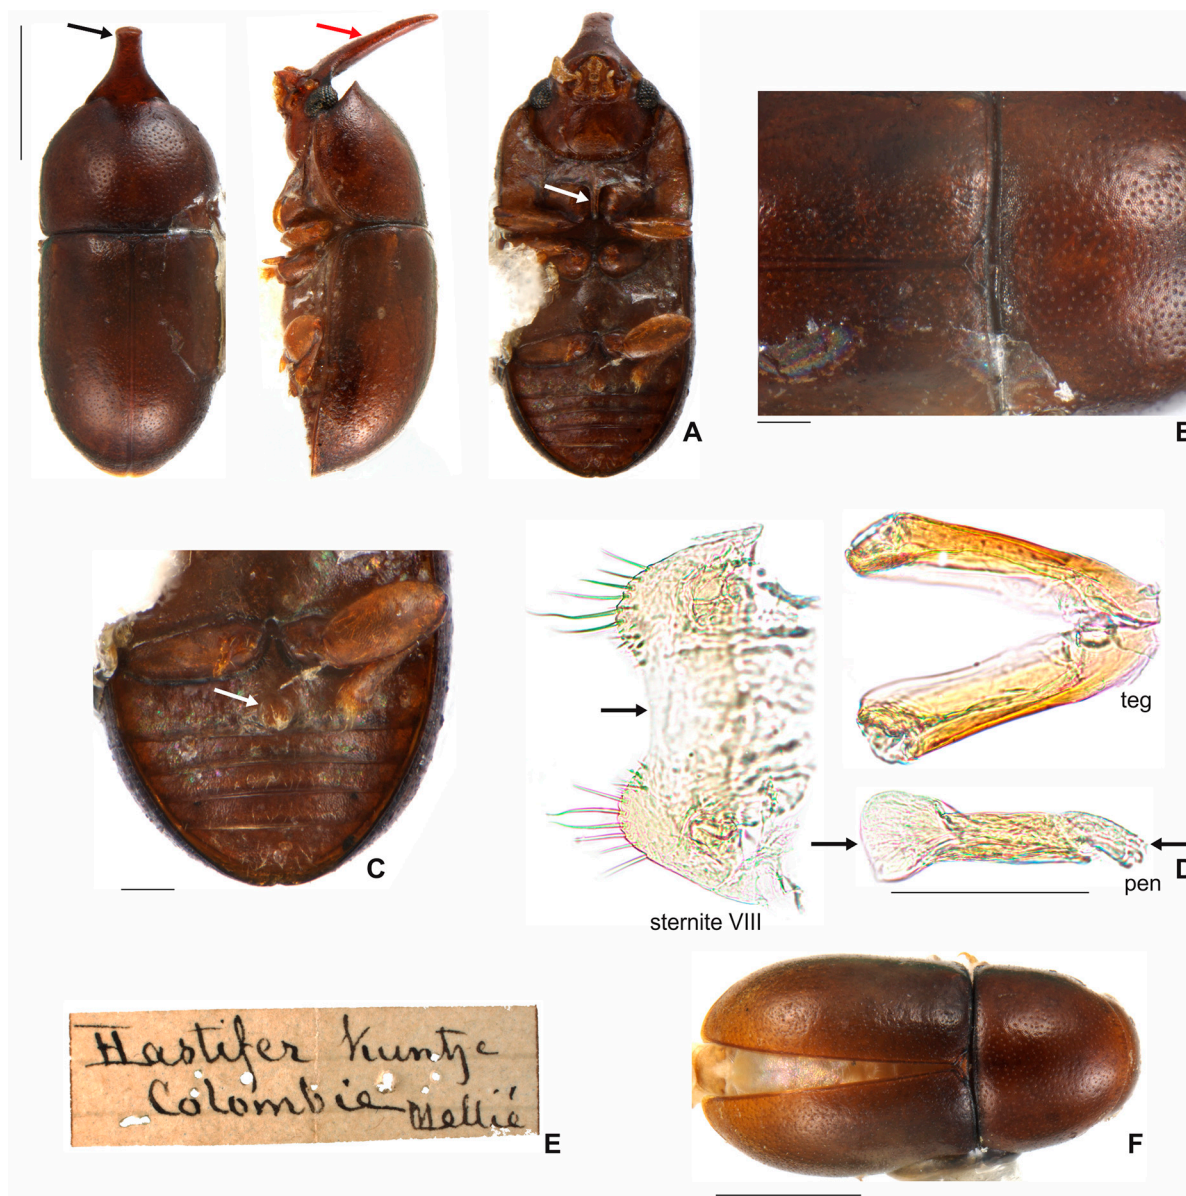 A
B
C
teg
sternite VIII
pen
D
Hastifer Kuntze
Colombie
Mellié
E
F